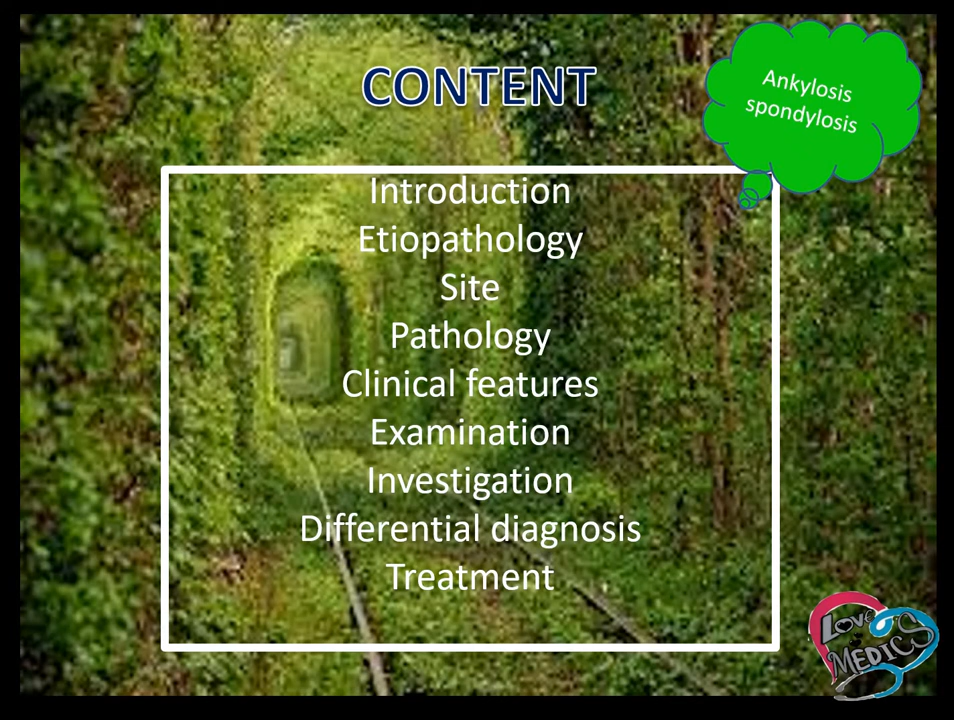 CONTENT
Ankylosis
spondylosis
Introduction
Etiopathology
Site
Pathology
Clinical features
Examination
Investigation
Differential diagnosis
Treatment
LOVE
MEDICS